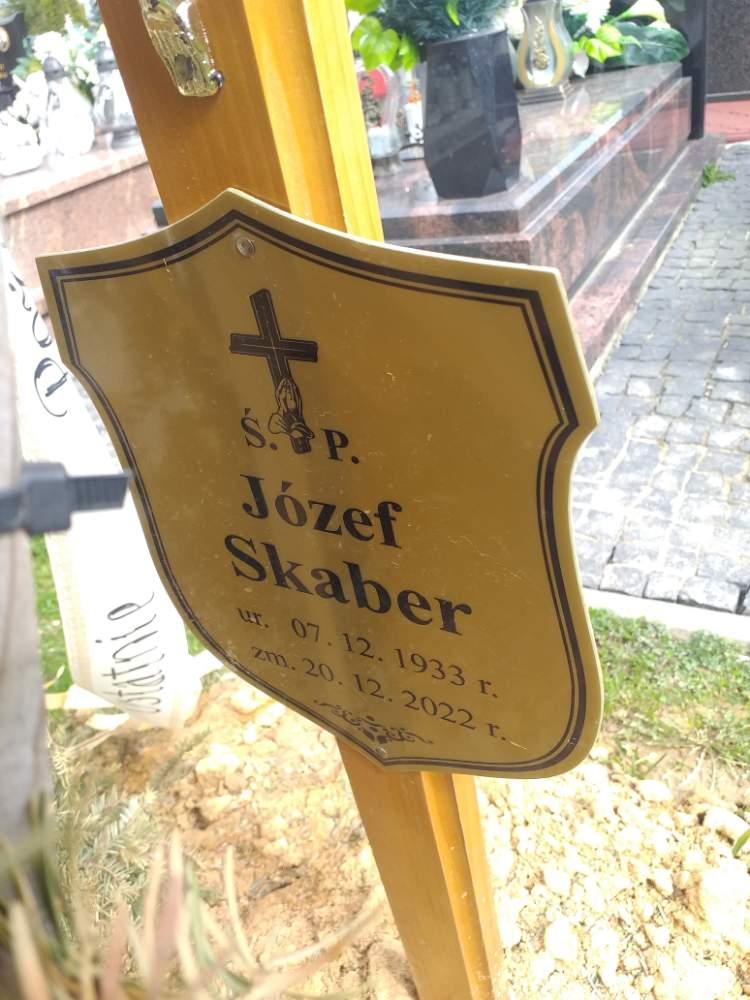 Ś. P.
Józef
Skaber
ur. 07. 12. 1933 r.
zm. 20. 12. 2022 r.